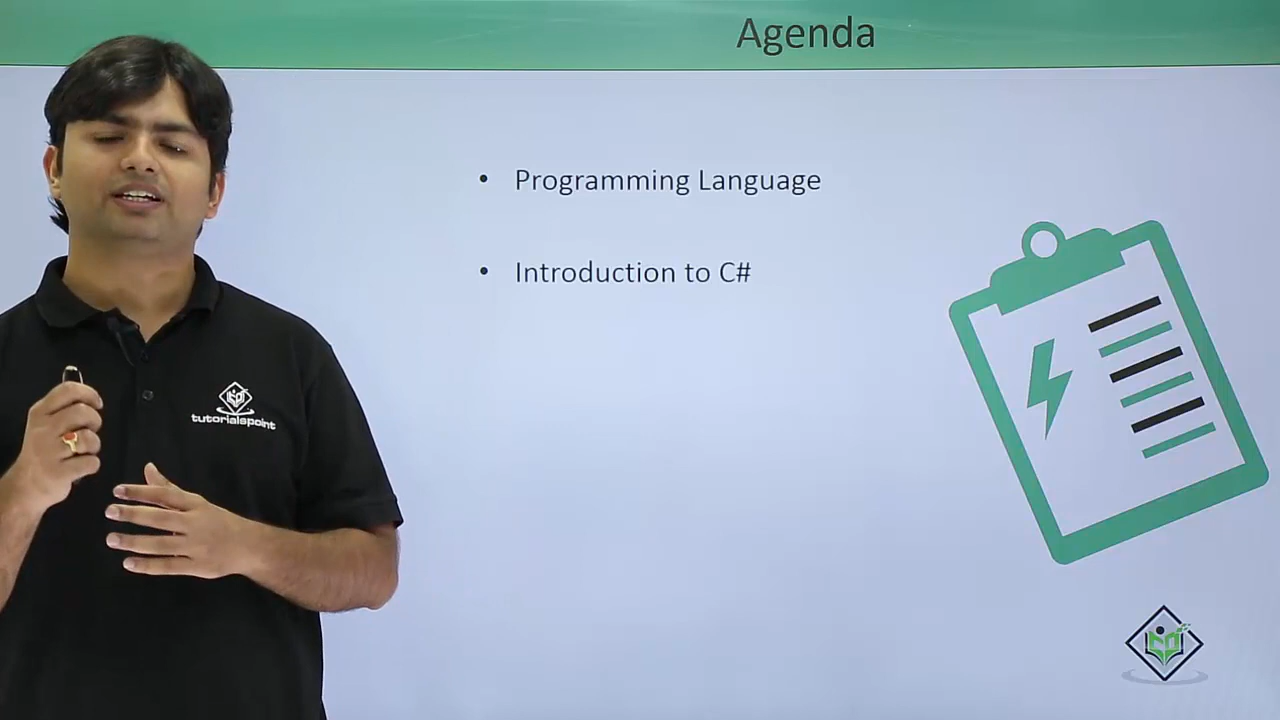 Agenda
• Programming Language
• Introduction to C#
tutorialspoint